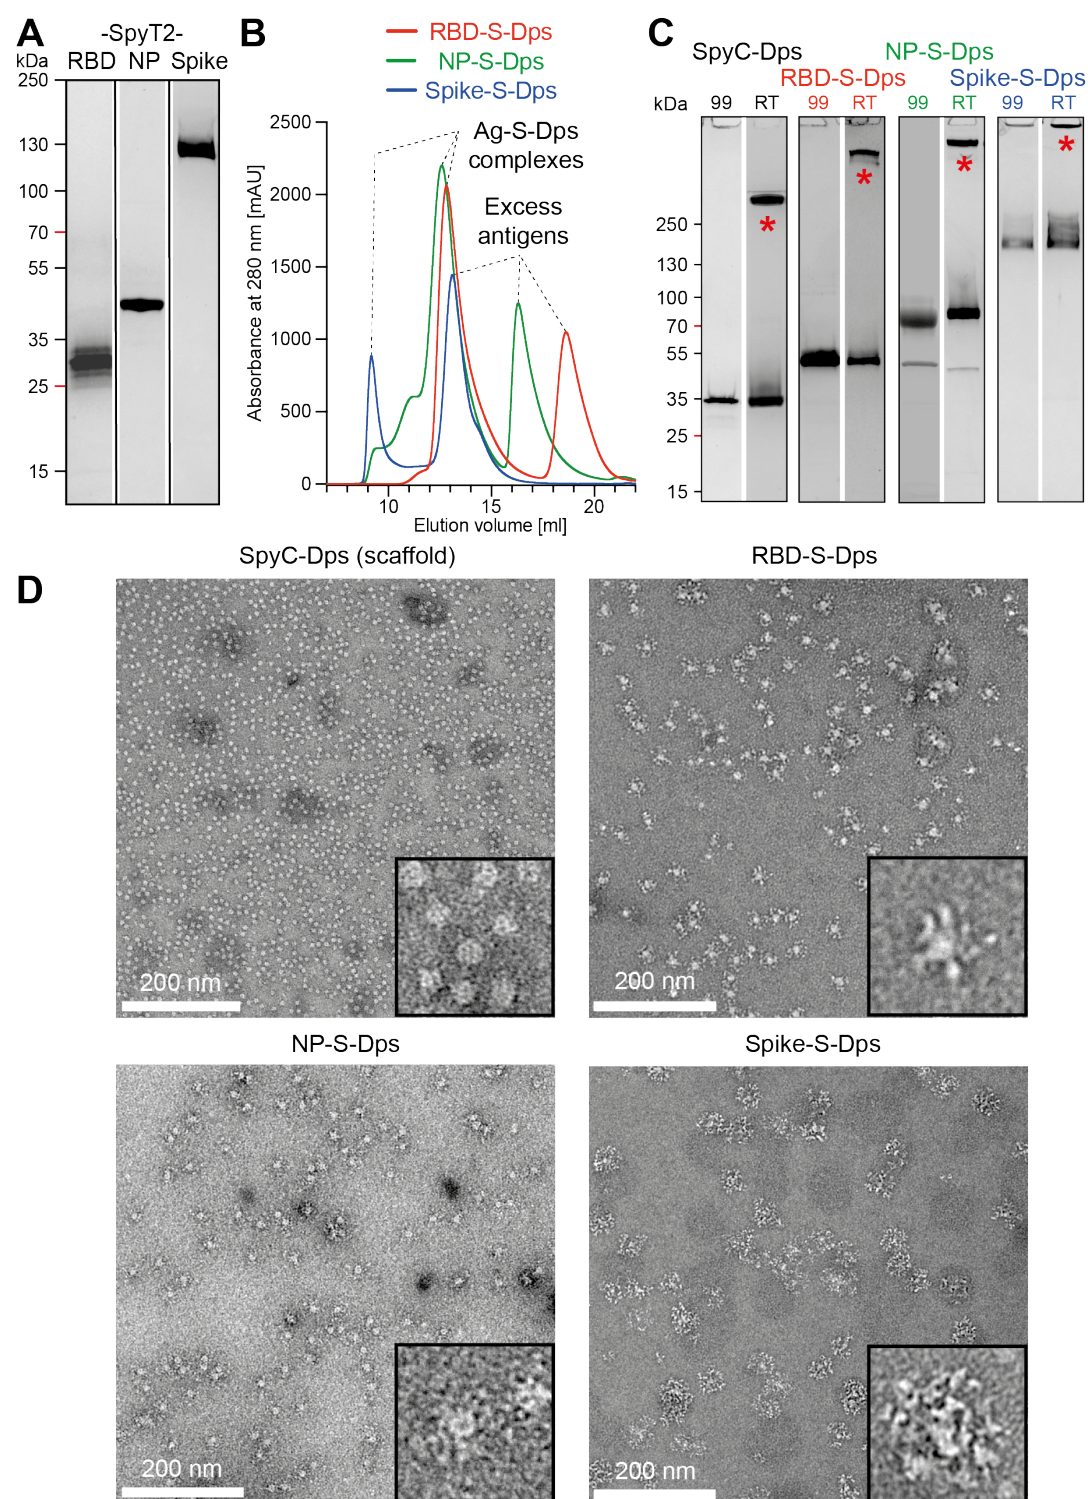 A
-SpyT2-
kDa RBD NP Spike
250
130
100
70
55
35
25
15
B
RBD-S-Dps
NP-S-Dps
Spike-S-Dps
Ag-S-Dps
complexes
Excess
antigens
Absorbance at 280 nm [mAU]
2500
2000
1500
1000
500
0
10 15 20
Elution volume [ml]
C
SpyC-Dps NP-S-Dps
RBD-S-Dps Spike-S-Dps
kDa 99 RT 99 RT 99 RT 99 RT
* * * *
250
130
100
70
55
35
25
15
D
SpyC-Dps (scaffold) RBD-S-Dps
200 nm 200 nm
NP-S-Dps Spike-S-Dps
200 nm 200 nm